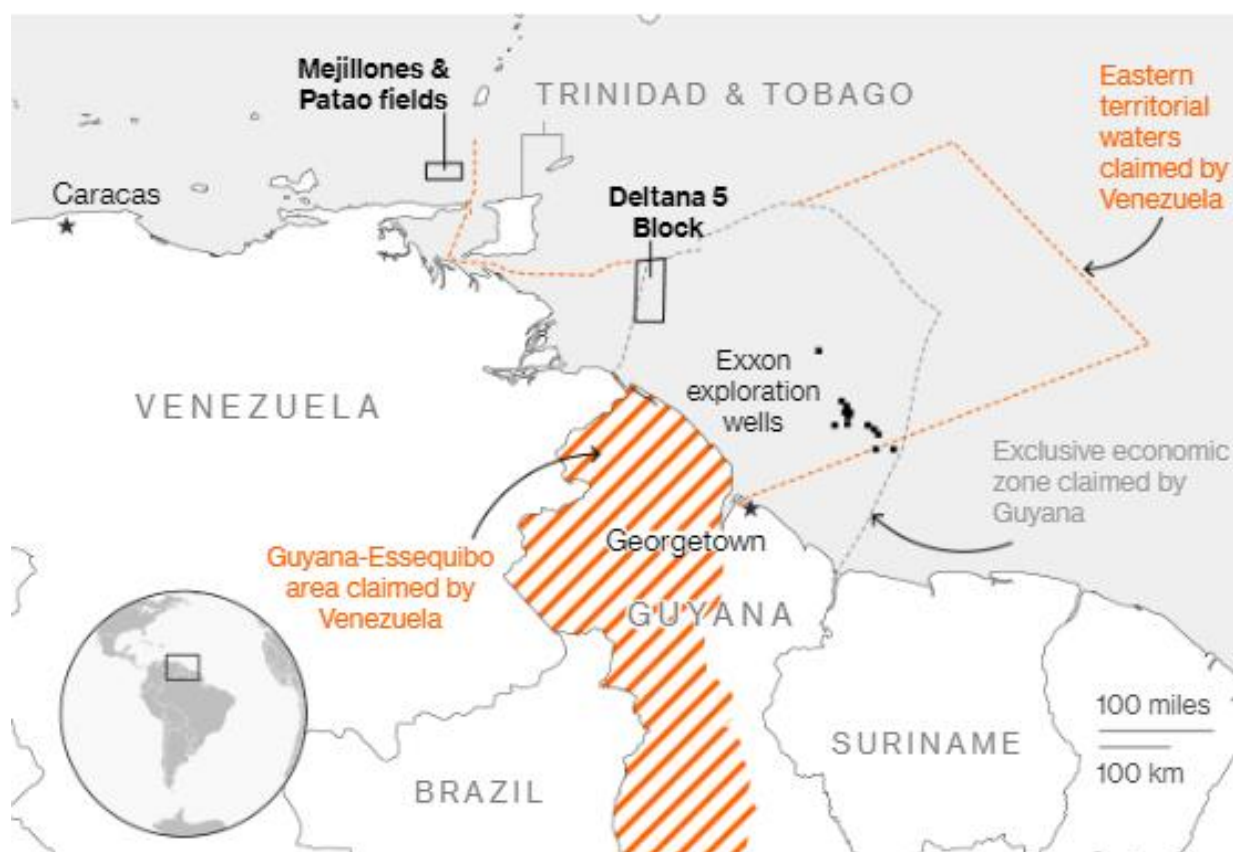 Mejillones &
Patao fields
TRINIDAD & TOBAGO
Eastern
territorial
waters
claimed by
Venezuela
Caracas
Deltana 5
Block
Exxon
exploration
wells
VENEZUELA
Exclusive economic
zone claimed by
Guyana
Georgetown
Guyana-Essequibo
area claimed by
Venezuela
GUYANA
100 miles
SURINAME
100 km
BRAZIL